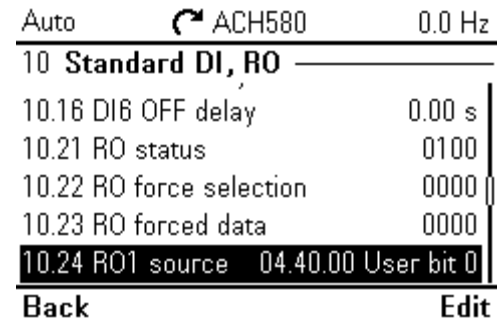 Auto ACH580 0.0 Hz
10 Standard DI, RO
10.16 DI6 OFF delay 0.00 s
10.21 RO status 0100
10.22 RO force selection 0000
10.23 RO forced data 0000
10.24 RO1 source 04.40.00 User bit 0
Back Edit